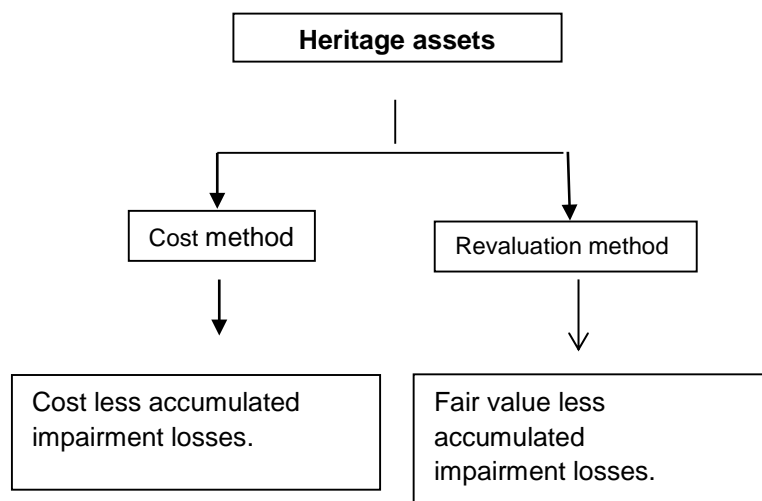 Heritage assets
Cost method
Revaluation method
Cost less accumulated
impairment losses.
Fair value less
accumulated
impairment losses.